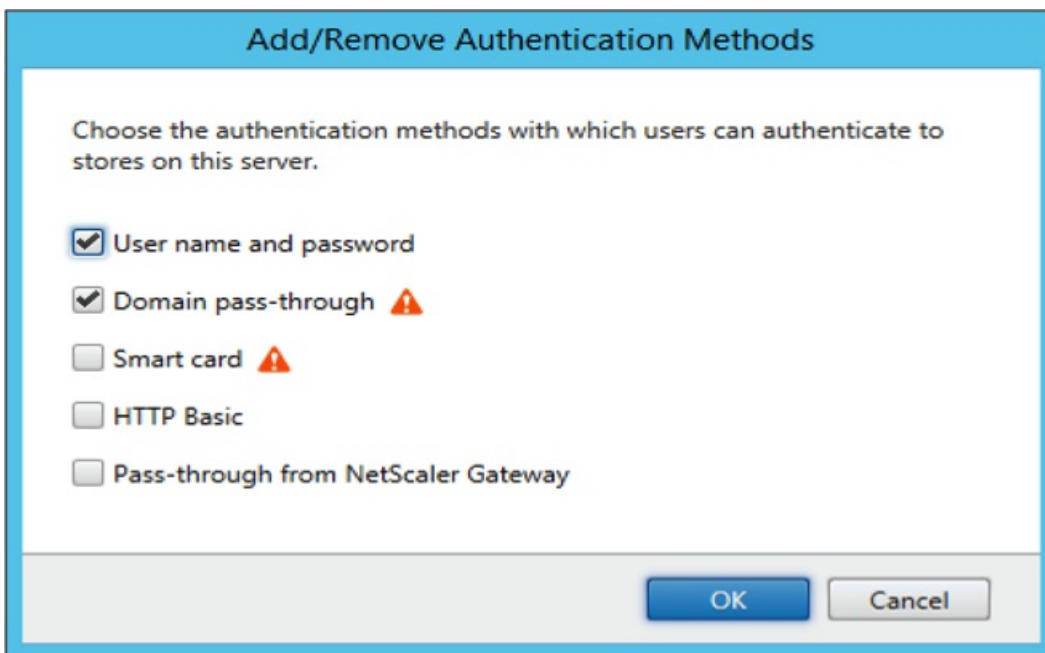 Add/Remove Authentication Methods
Choose the authentication methods with which users can authenticate to
stores on this server.
User name and password
Domain pass-through
Smart card
HTTP Basic
Pass-through from NetScaler Gateway
OK
Cancel